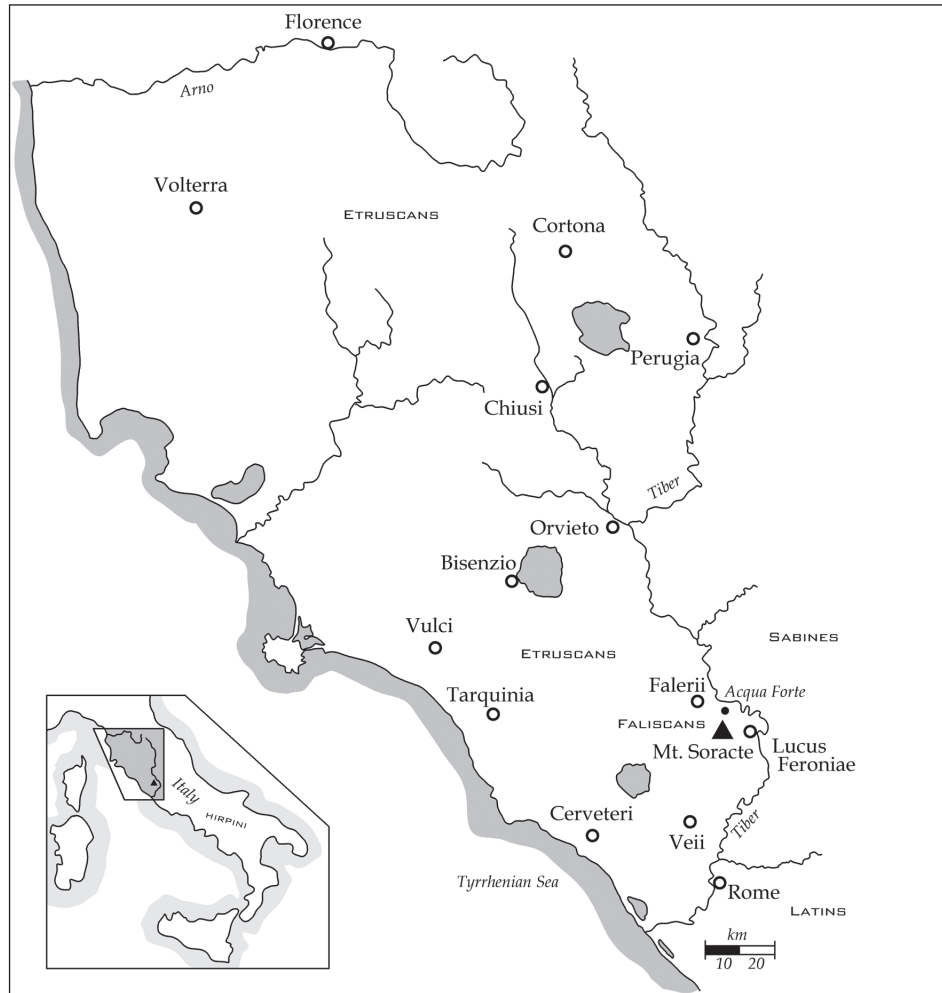 Florence
Arno
Volterra
ETRUSCANS
Cortona
Perugia
Chiusi
Tiber
Orvieto
Bisenzio
Vulci
ETRUSCANS
SABINES
Tarquinia
Falerii
Acqua Forte
FALISCANS
Mt. Soracte
Lucus
Feroniae
Italy
HIRPINI
Cerveteri
Veii
Tiber
Tyrrhenian Sea
Rome
LATINS
km
10 20